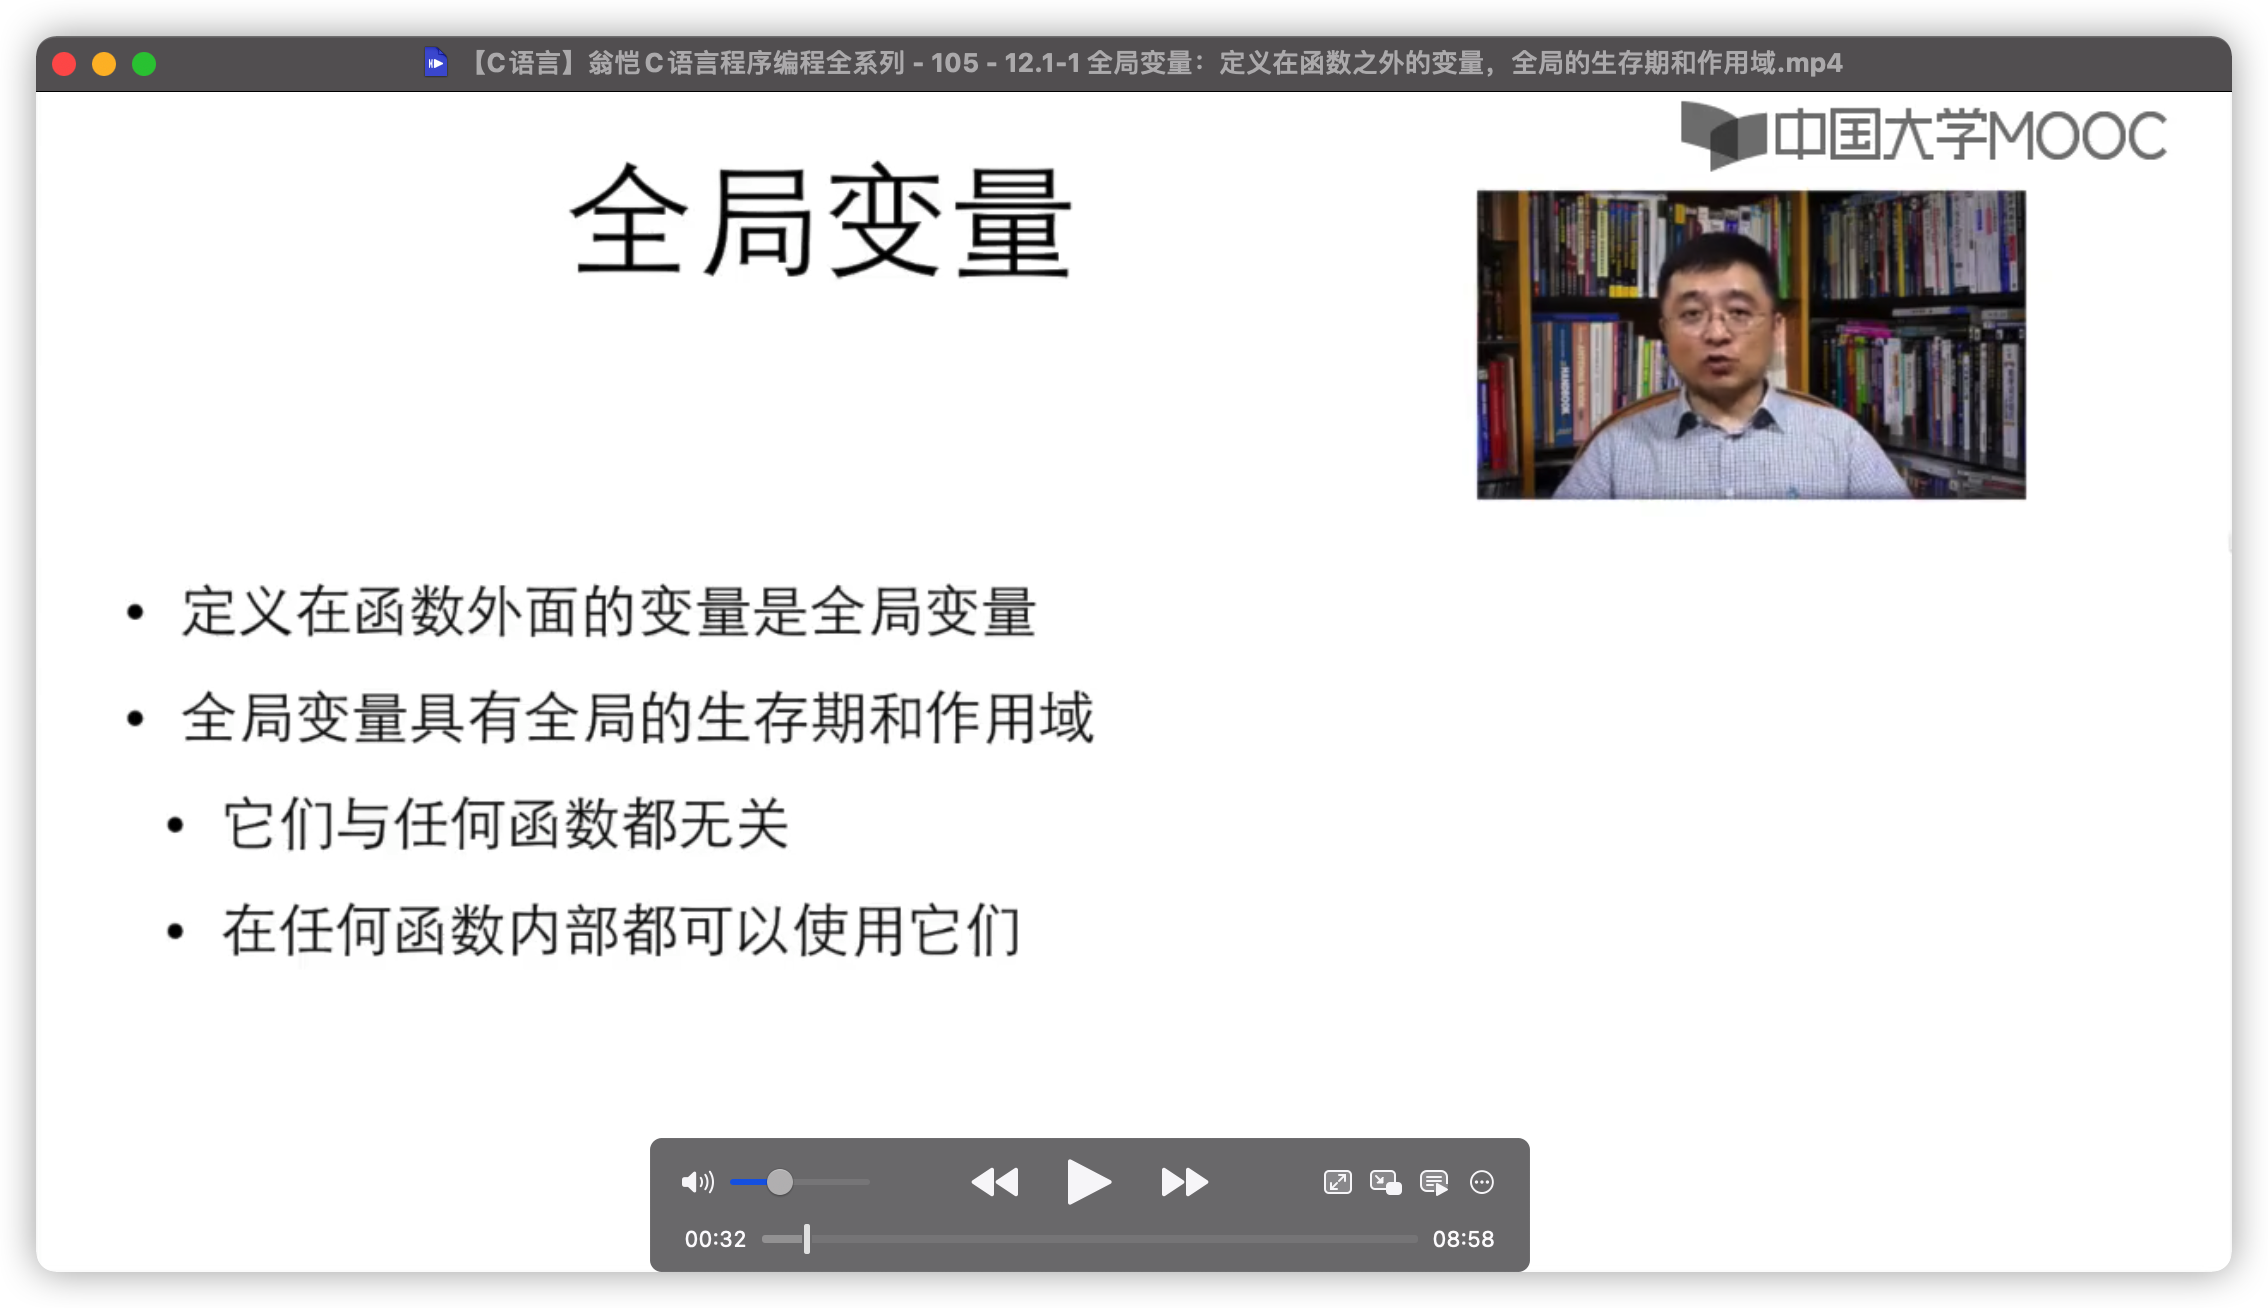 【C语言】翁恺C语言程序编程全系列 - 105 - 12.1-1 全局变量：定义在函数之外的变量，全局的生存期和作用域.mp4
中国大学MOOC
全局变量
• 定义在函数外面的变量是全局变量
• 全局变量具有全局的生存期和作用域
• 它们与任何函数都无关
• 在任何函数内部都可以使用它们
00:32
08:58